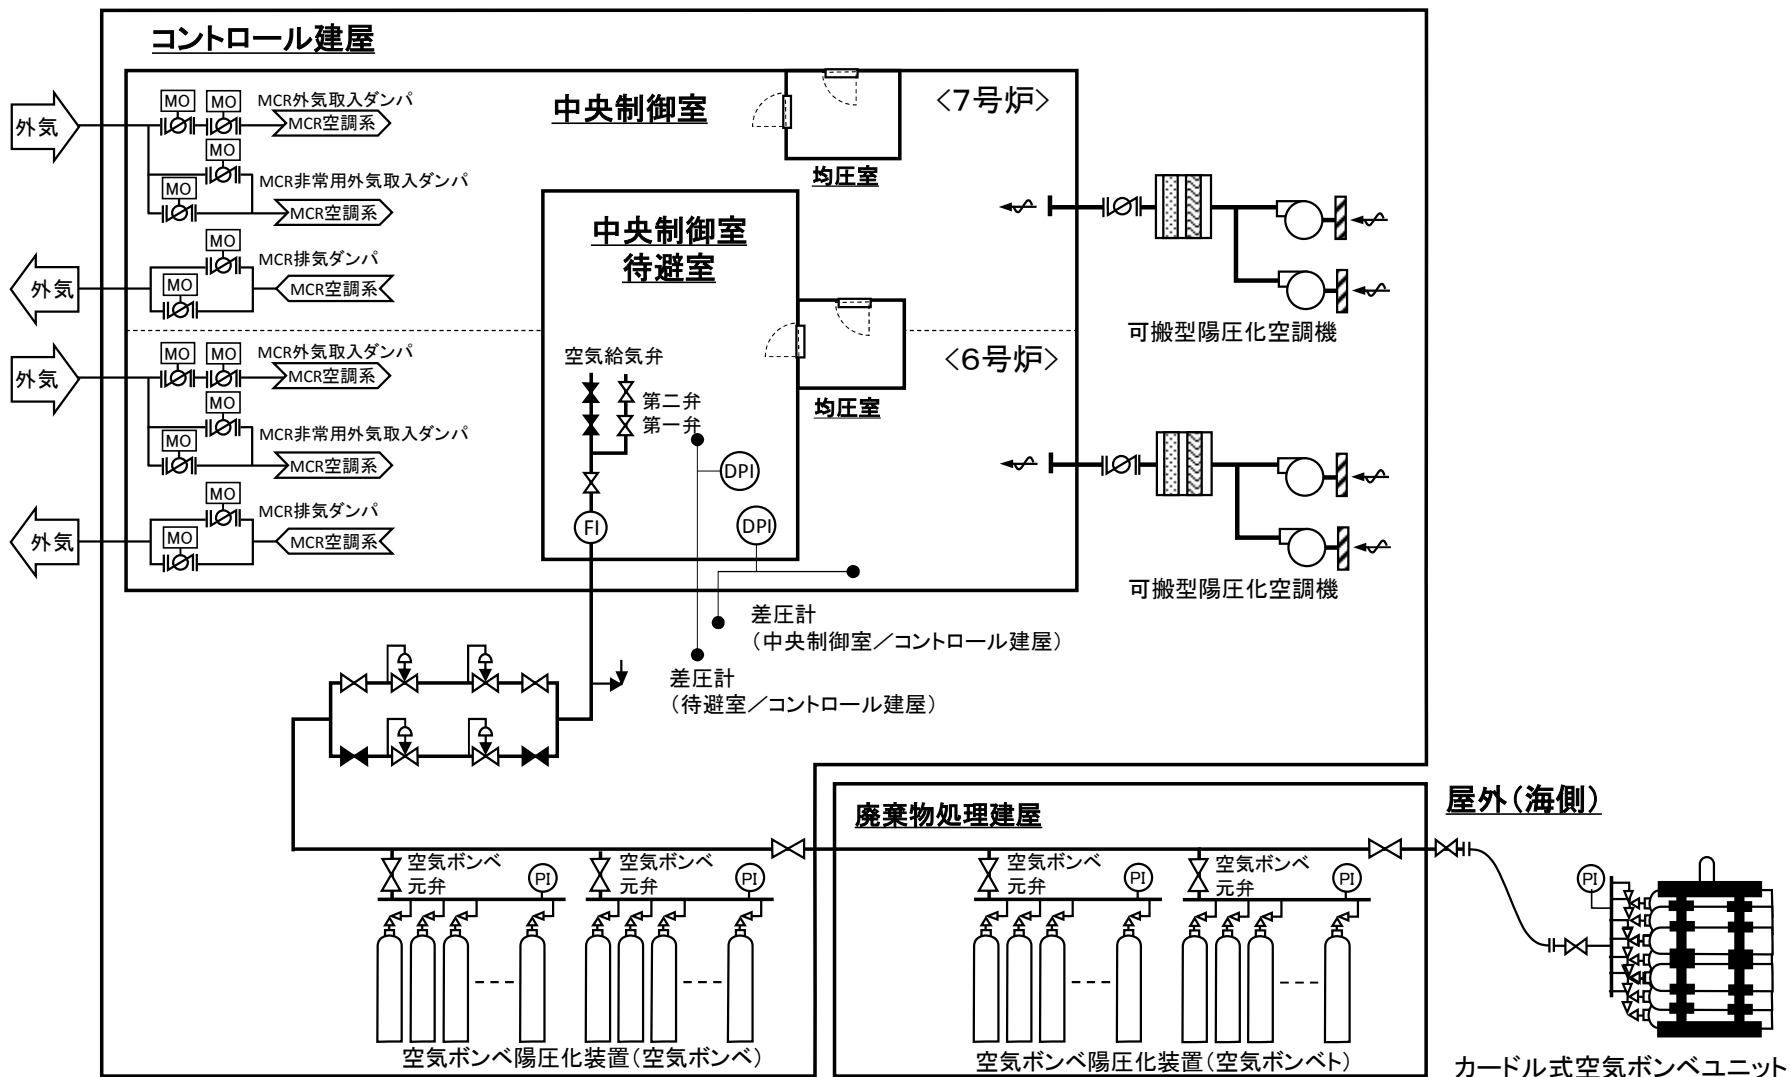 コントロール建屋
中央制御室
<7号炉>
均圧室
外気
MO
MO
MCR外気取入ダンパ
MCR空調系
MO
MO
MCR非常用外気取入ダンパ
MCR空調系
外気
MO
MO
MCR排気ダンパ
MCR空調系
中央制御室
待避室
可搬型陽圧化空調機
外気
MO
MO
MCR外気取入ダンパ
MCR空調系
MO
MO
MCR非常用外気取入ダンパ
MCR空調系
外気
MO
MO
MCR排気ダンパ
MCR空調系
空気給気弁
第二弁
第一弁
DPI
DPI
FI
<6号炉>
均圧室
可搬型陽圧化空調機
差圧計
(中央制御室/コントロール建屋)
差圧計
(待避室/コントロール建屋)
空気ボンベ
元弁
PI
空気ボンベ
元弁
PI
空気ボンベ陽圧化装置(空気ボンベ)
廃棄物処理建屋
空気ボンベ
元弁
PI
空気ボンベ
元弁
PI
空気ボンベ陽圧化装置(空気ボンベト)
屋外(海側)
PI
カードル式空気ボンベユニット